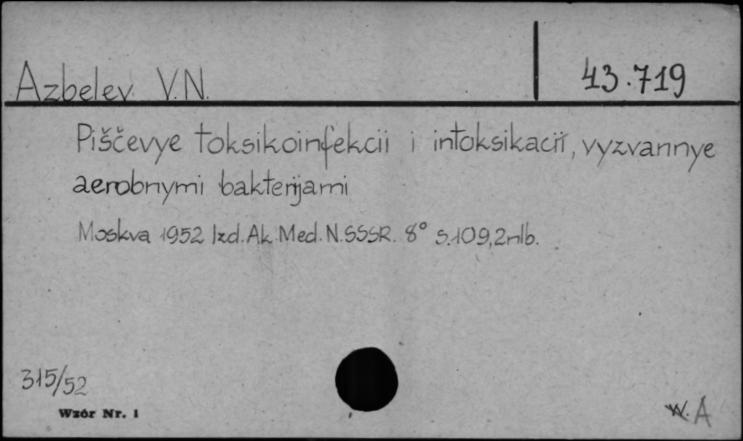 Azbelev V.N.
43.719
Piščevye toksikoinfekcii i intoksikacii, vyzvannye
aerobnymi bakterijami
Moskva 1952 Izd. Ak. Med. N. SSSR. 8° s. 109, 2nlb.
315/52
Wzór Nr. 1
w. A